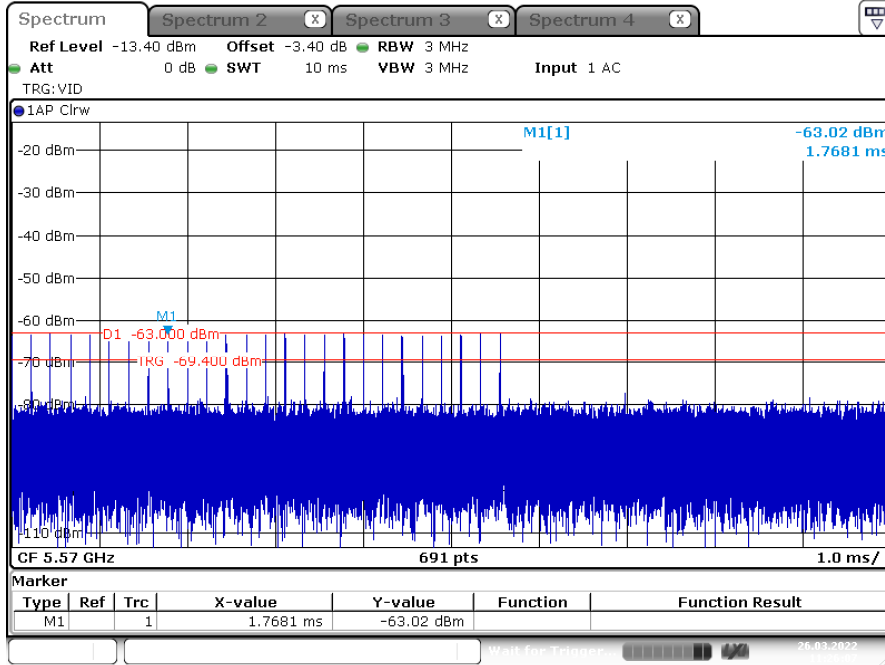 Spectrum Spectrum 2 X Spectrum 3 X Spectrum 4 X
Ref Level -13.40 dBm Offset -3.40 dB RBW 3 MHz
Att 0 dB SWT 10 ms VBW 3 MHz Input 1 AC
TRG:VID
1AP Clrw
M1[1] -63.02 dBm
1.7681 ms
-20 dBm
-30 dBm
-40 dBm
-50 dBm
M1
-60 dBm
D1 -63.000 dBm
-70 dBm
TRG -69.400 dBm
-80 dBm
-110 dBm
CF 5.57 GHz 691 pts 1.0 ms/
Marker
Type Ref Trc X-value Y-value Function Function Result
M1 1 1.7681 ms -63.02 dBm
Wait for Trigger... 26.03.2022